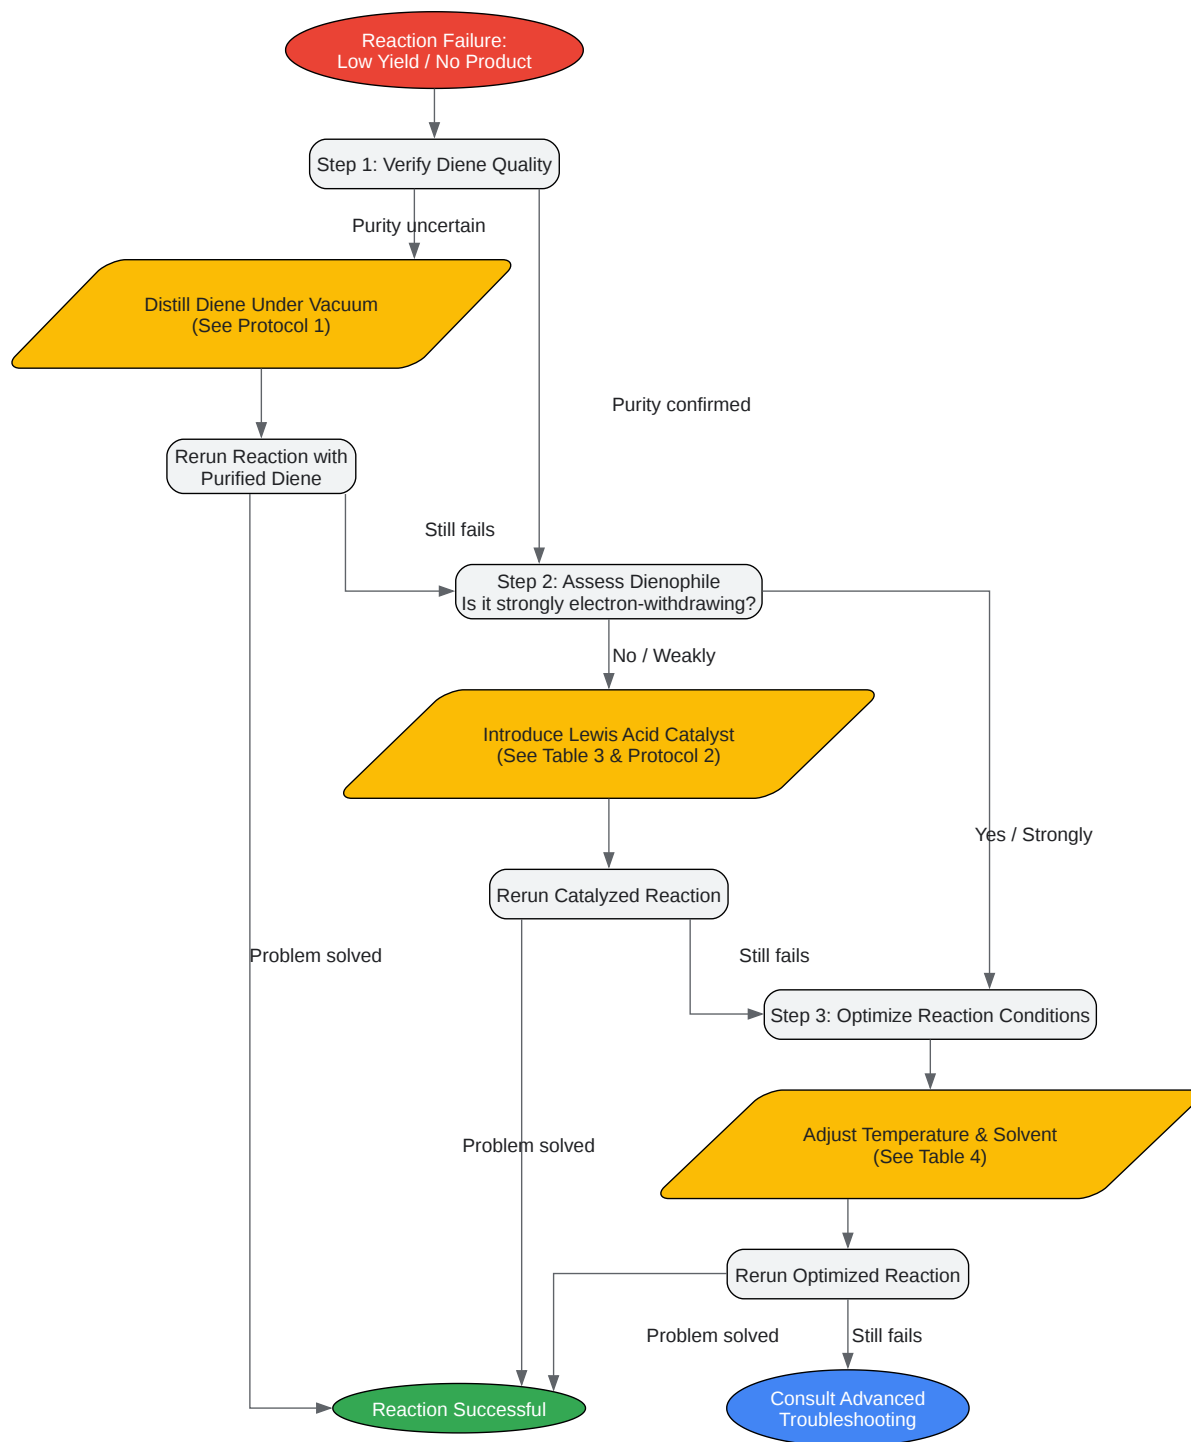 Reaction Failure:
Low Yield / No Product
Step 1: Verify Diene Quality
Purity uncertain
Distill Diene Under Vacuum
(See Protocol 1)
Purity confirmed
Rerun Reaction with
Purified Diene
Still fails
Step 2: Assess Dienophile
Is it strongly electron-withdrawing?
No / Weakly
Introduce Lewis Acid Catalyst
(See Table 3 & Protocol 2)
Yes / Strongly
Rerun Catalyzed Reaction
Problem solved
Still fails
Step 3: Optimize Reaction Conditions
Adjust Temperature & Solvent
(See Table 4)
Problem solved
Rerun Optimized Reaction
Problem solved
Still fails
Reaction Successful
Consult Advanced
Troubleshooting